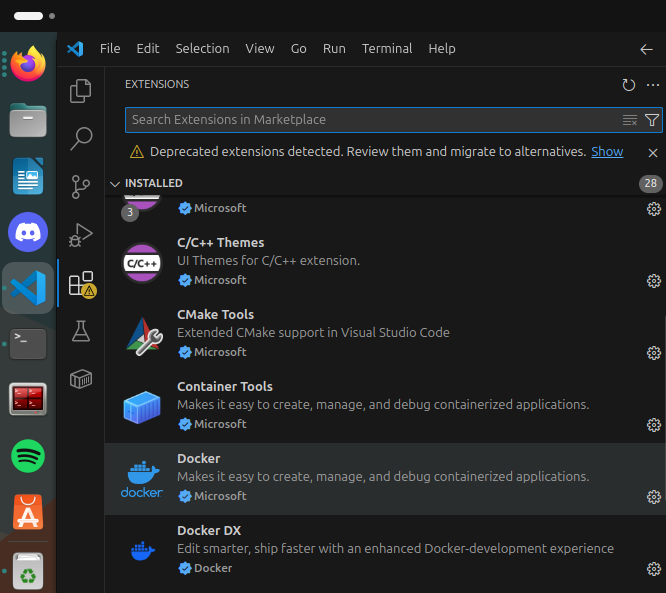 File Edit Selection View Go Run Terminal Help
EXTENSIONS
Search Extensions in Marketplace
Deprecated extensions detected. Review them and migrate to alternatives. Show
INSTALLED 28
3
Microsoft
C/C++
C/C++ Themes
UI Themes for C/C++ extension.
Microsoft
CMake Tools
Extended CMake support in Visual Studio Code
Microsoft
Container Tools
Makes it easy to create, manage, and debug containerized applications.
Microsoft
docker
Docker
Makes it easy to create, manage, and debug containerized applications.
Microsoft
Docker DX
Edit smarter, ship faster with an enhanced Docker-development experience
Docker